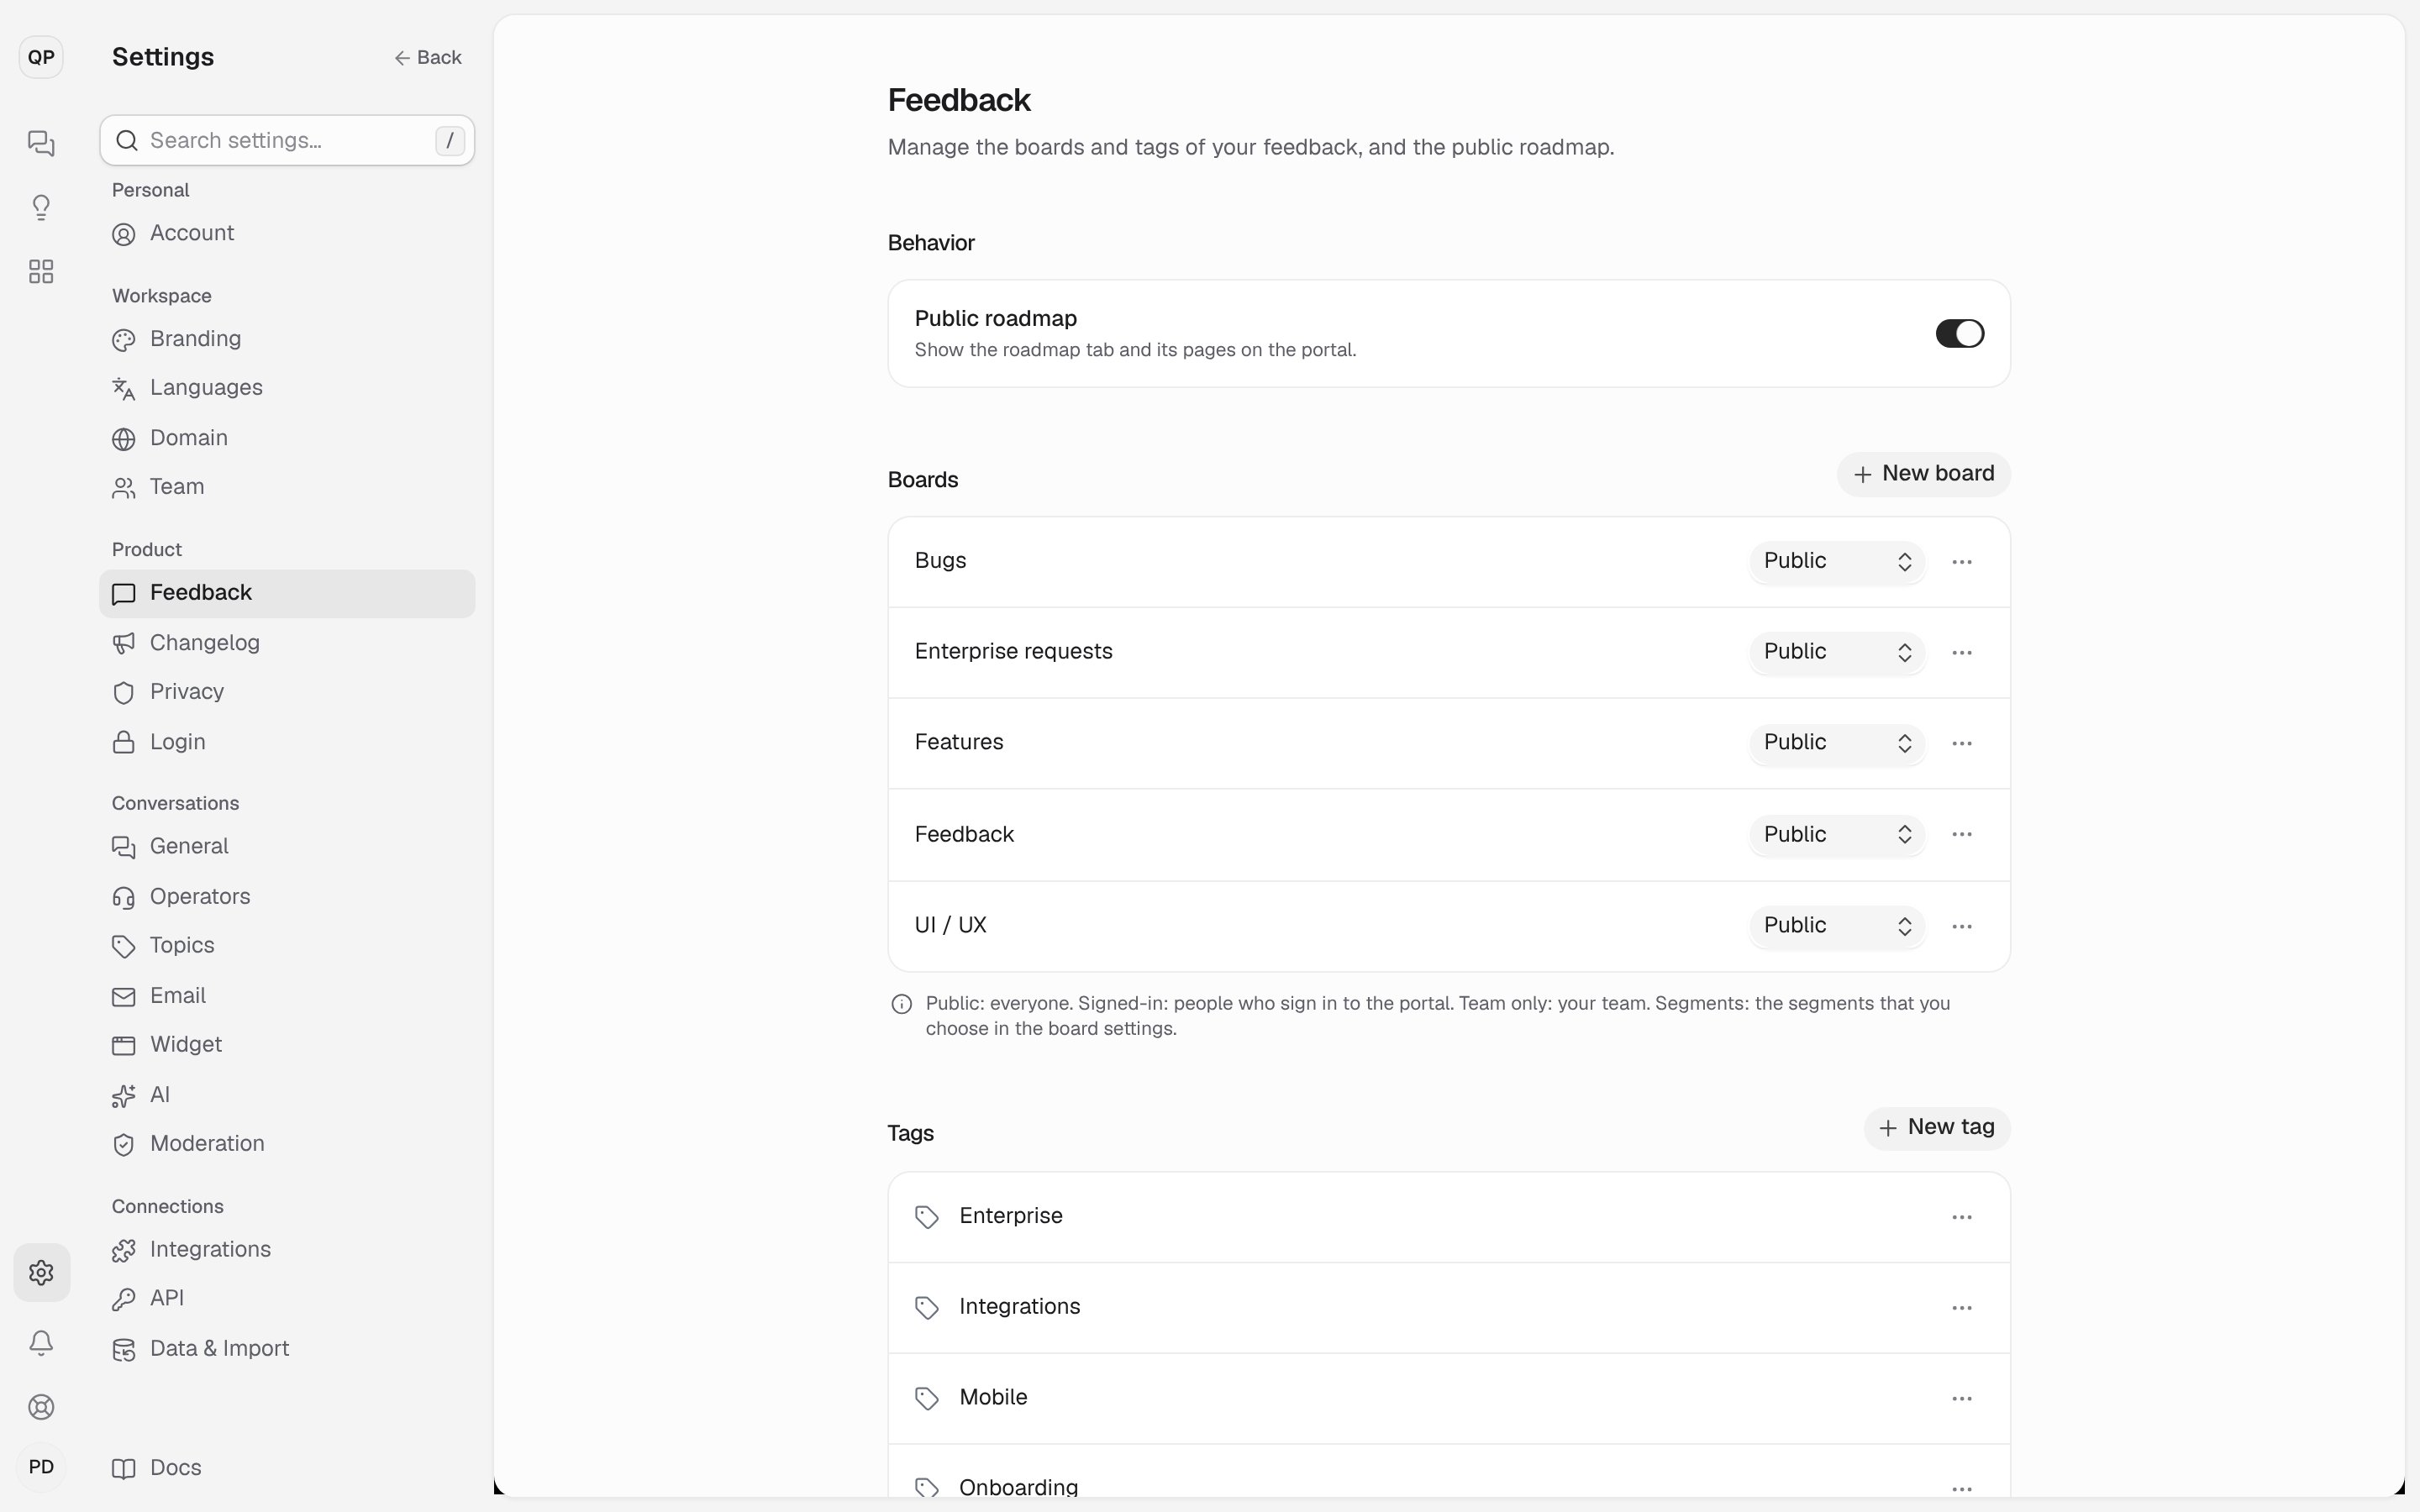 QP
Settings
Back
Search settings...
/
Personal
Account
Workspace
Branding
Languages
Domain
Team
Product
Feedback
Changelog
Privacy
Login
Conversations
General
Operators
Topics
Email
Widget
AI
Moderation
Connections
Integrations
API
Data & Import
Docs
PD
Feedback
Manage the boards and tags of your feedback, and the public roadmap.
Behavior
Public roadmap
Show the roadmap tab and its pages on the portal.
Boards
New board
Bugs Public
Enterprise requests Public
Features Public
Feedback Public
UI / UX Public
Public: everyone. Signed-in: people who sign in to the portal. Team only: your team. Segments: the segments that you
choose in the board settings.
Tags
New tag
Enterprise
Integrations
Mobile
Onboarding